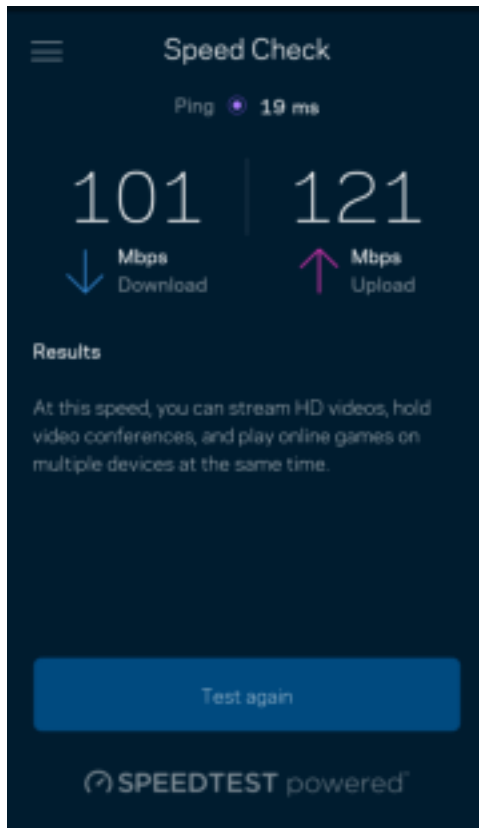 Speed Check
Ping 19 ms
101 121
Mbps Mbps
Download Upload
Results
At this speed, you can stream HD videos, hold
video conferences, and play online games on
multiple devices at the same time.
Test again
SPEEDTEST powered™